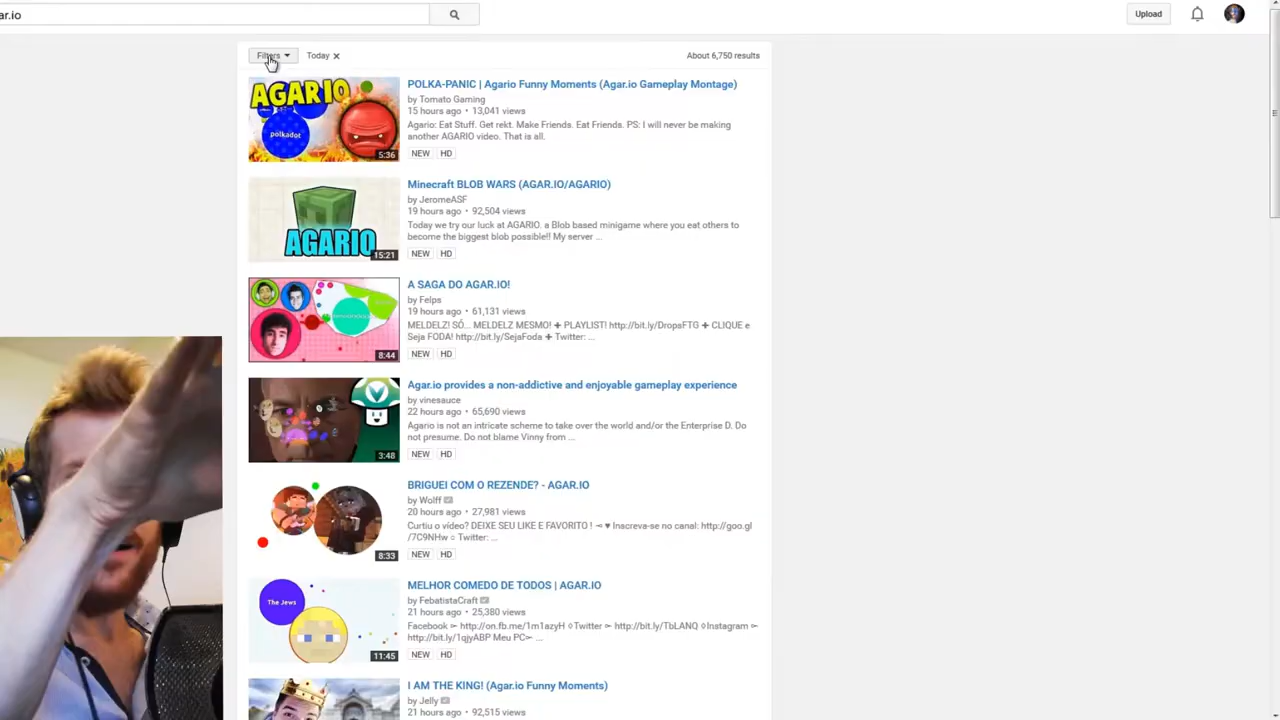 ar.io
Upload
Filters
Today ×
About 6,750 results
AGARIO
polkadot
5:36
POLKA-PANIC | Agario Funny Moments (Agar.io Gameplay Montage)
by Tomato Gaming
15 hours ago • 13,041 views
Agario: Eat Stuff. Get rekt. Make Friends. Eat Friends. PS: I will never be making
another AGARIO video. That is all.
NEW HD
AGARIO
15:21
Minecraft BLOB WARS (AGAR.IO/AGARIO)
by JeromeASF
19 hours ago • 92,504 views
Today we try our luck at AGARIO. a Blob based minigame where you eat others to
become the biggest blob possible!! My server ...
NEW HD
8:44
A SAGA DO AGAR.IO!
by Felps
19 hours ago • 61,131 views
MELDELZ! SÓ... MELDELZ MESMO! ✚ PLAYLIST! http://bit.ly/DropaFTG ✚ CLIQUE e
Seja FODA! http://bit.ly/SejaFoda ✚ Twitter: ...
NEW HD
3:48
Agar.io provides a non-addictive and enjoyable gameplay experience
by vinesauce
22 hours ago • 65,690 views
Agario is not an intricate scheme to take over the world and/or the Enterprise D. Do
not presume. Do not blame Vinny from ...
NEW HD
8:33
BRIGUEI COM O REZENDE? - AGAR.IO
by Wolff
20 hours ago • 27,981 views
Curtiu o vídeo? DEIXE SEU LIKE E FAVORITO ! ⊸ ♥ Inscreva-se no canal: http://goo.gl
/7C9NHw ○ Twitter: ...
NEW HD
The Jews
11:45
MELHOR COMEDO DE TODOS | AGAR.IO
by FebatistaCraft
21 hours ago • 25,380 views
Facebook ➣ http://on.fb.me/1m1azyH ◊Twitter ➣ http://bit.ly/TbLANQ ◊Instagram ➣
http://bit.ly/1qjyABP Meu PC➣ ...
NEW HD
I AM THE KING! (Agar.io Funny Moments)
by Jelly
21 hours ago • 92,515 views